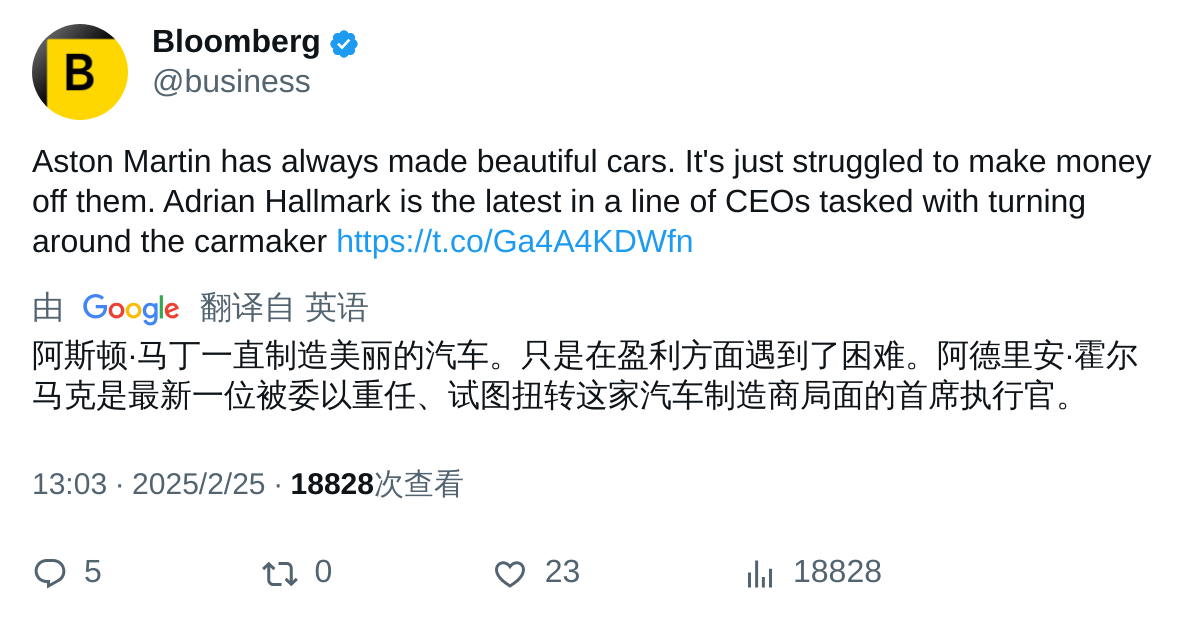 B
Bloomberg
@business
Aston Martin has always made beautiful cars. It's just struggled to make money
off them. Adrian Hallmark is the latest in a line of CEOs tasked with turning
around the carmaker https://t.co/Ga4A4KDWfn
由 Google 翻译自 英语
阿斯顿·马丁一直制造美丽的汽车。只是在盈利方面遇到了困难。阿德里安·霍尔
马克是最新一位被委以重任、试图扭转这家汽车制造商局面的首席执行官。
13:03 · 2025/2/25 · 18828次查看
5 0 23 18828